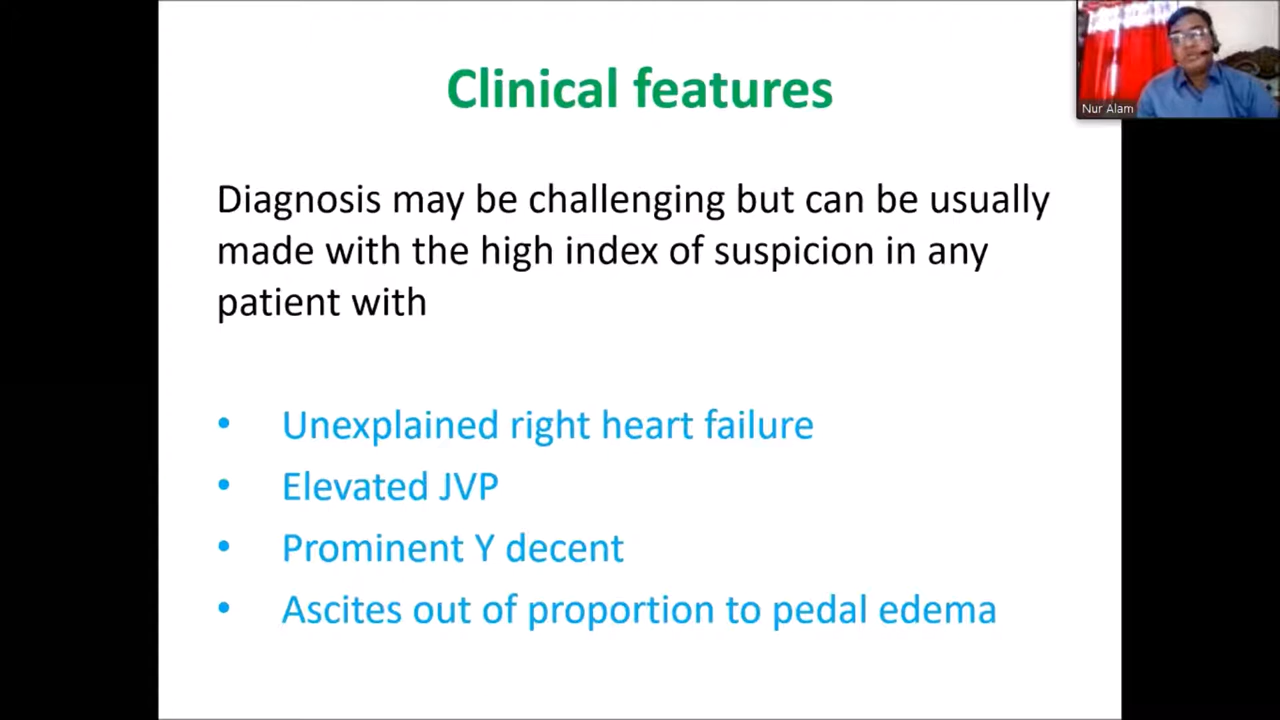 Clinical features
Nur Alam
Diagnosis may be challenging but can be usually
made with the high index of suspicion in any
patient with
• Unexplained right heart failure
• Elevated JVP
• Prominent Y decent
• Ascites out of proportion to pedal edema